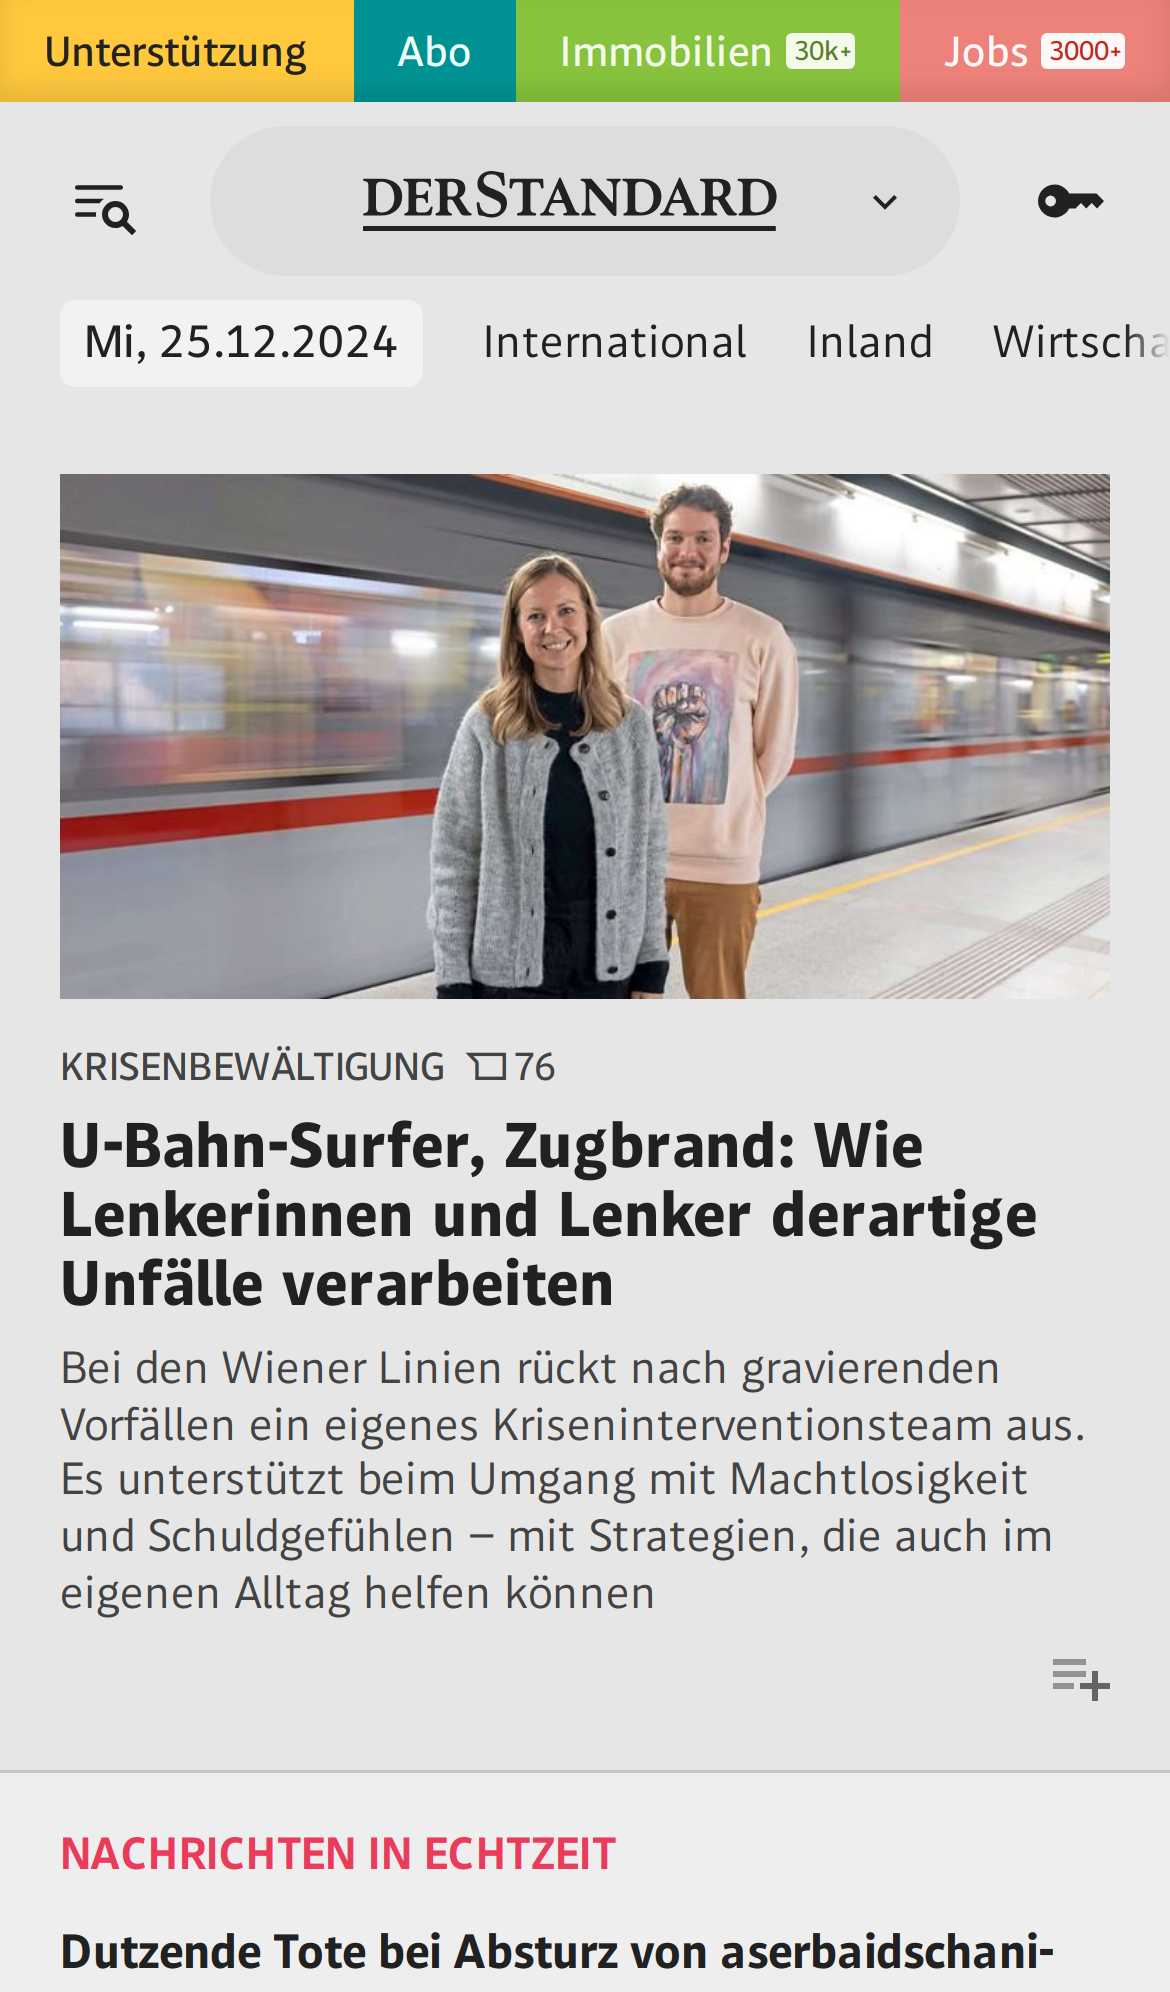 Unterstützung Abo Immobilien 30k+ Jobs 3000+
DERSTANDARD
Mi, 25.12.2024 International Inland Wirtscha
KRISENBEWÄLTIGUNG 76
U-Bahn-Surfer, Zugbrand: Wie
Lenkerinnen und Lenker derartige
Unfälle verarbeiten
Bei den Wiener Linien rückt nach gravierenden
Vorfällen ein eigenes Kriseninterventionsteam aus.
Es unterstützt beim Umgang mit Machtlosigkeit
und Schuldgefühlen – mit Strategien, die auch im
eigenen Alltag helfen können
NACHRICHTEN IN ECHTZEIT
Dutzende Tote bei Absturz von aserbaidschani-